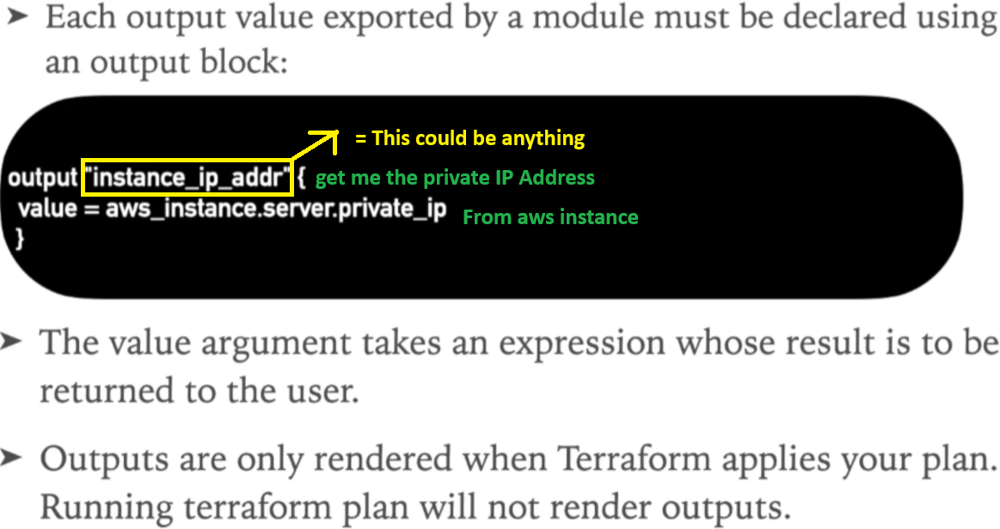 ➤ Each output value exported by a module must be declared using
an output block:
= This could be anything
output "instance_ip_addr" { get me the private IP Address
value = aws_instance.server.private_ip From aws instance
}
➤ The value argument takes an expression whose result is to be
returned to the user.
➤ Outputs are only rendered when Terraform applies your plan.
Running terraform plan will not render outputs.